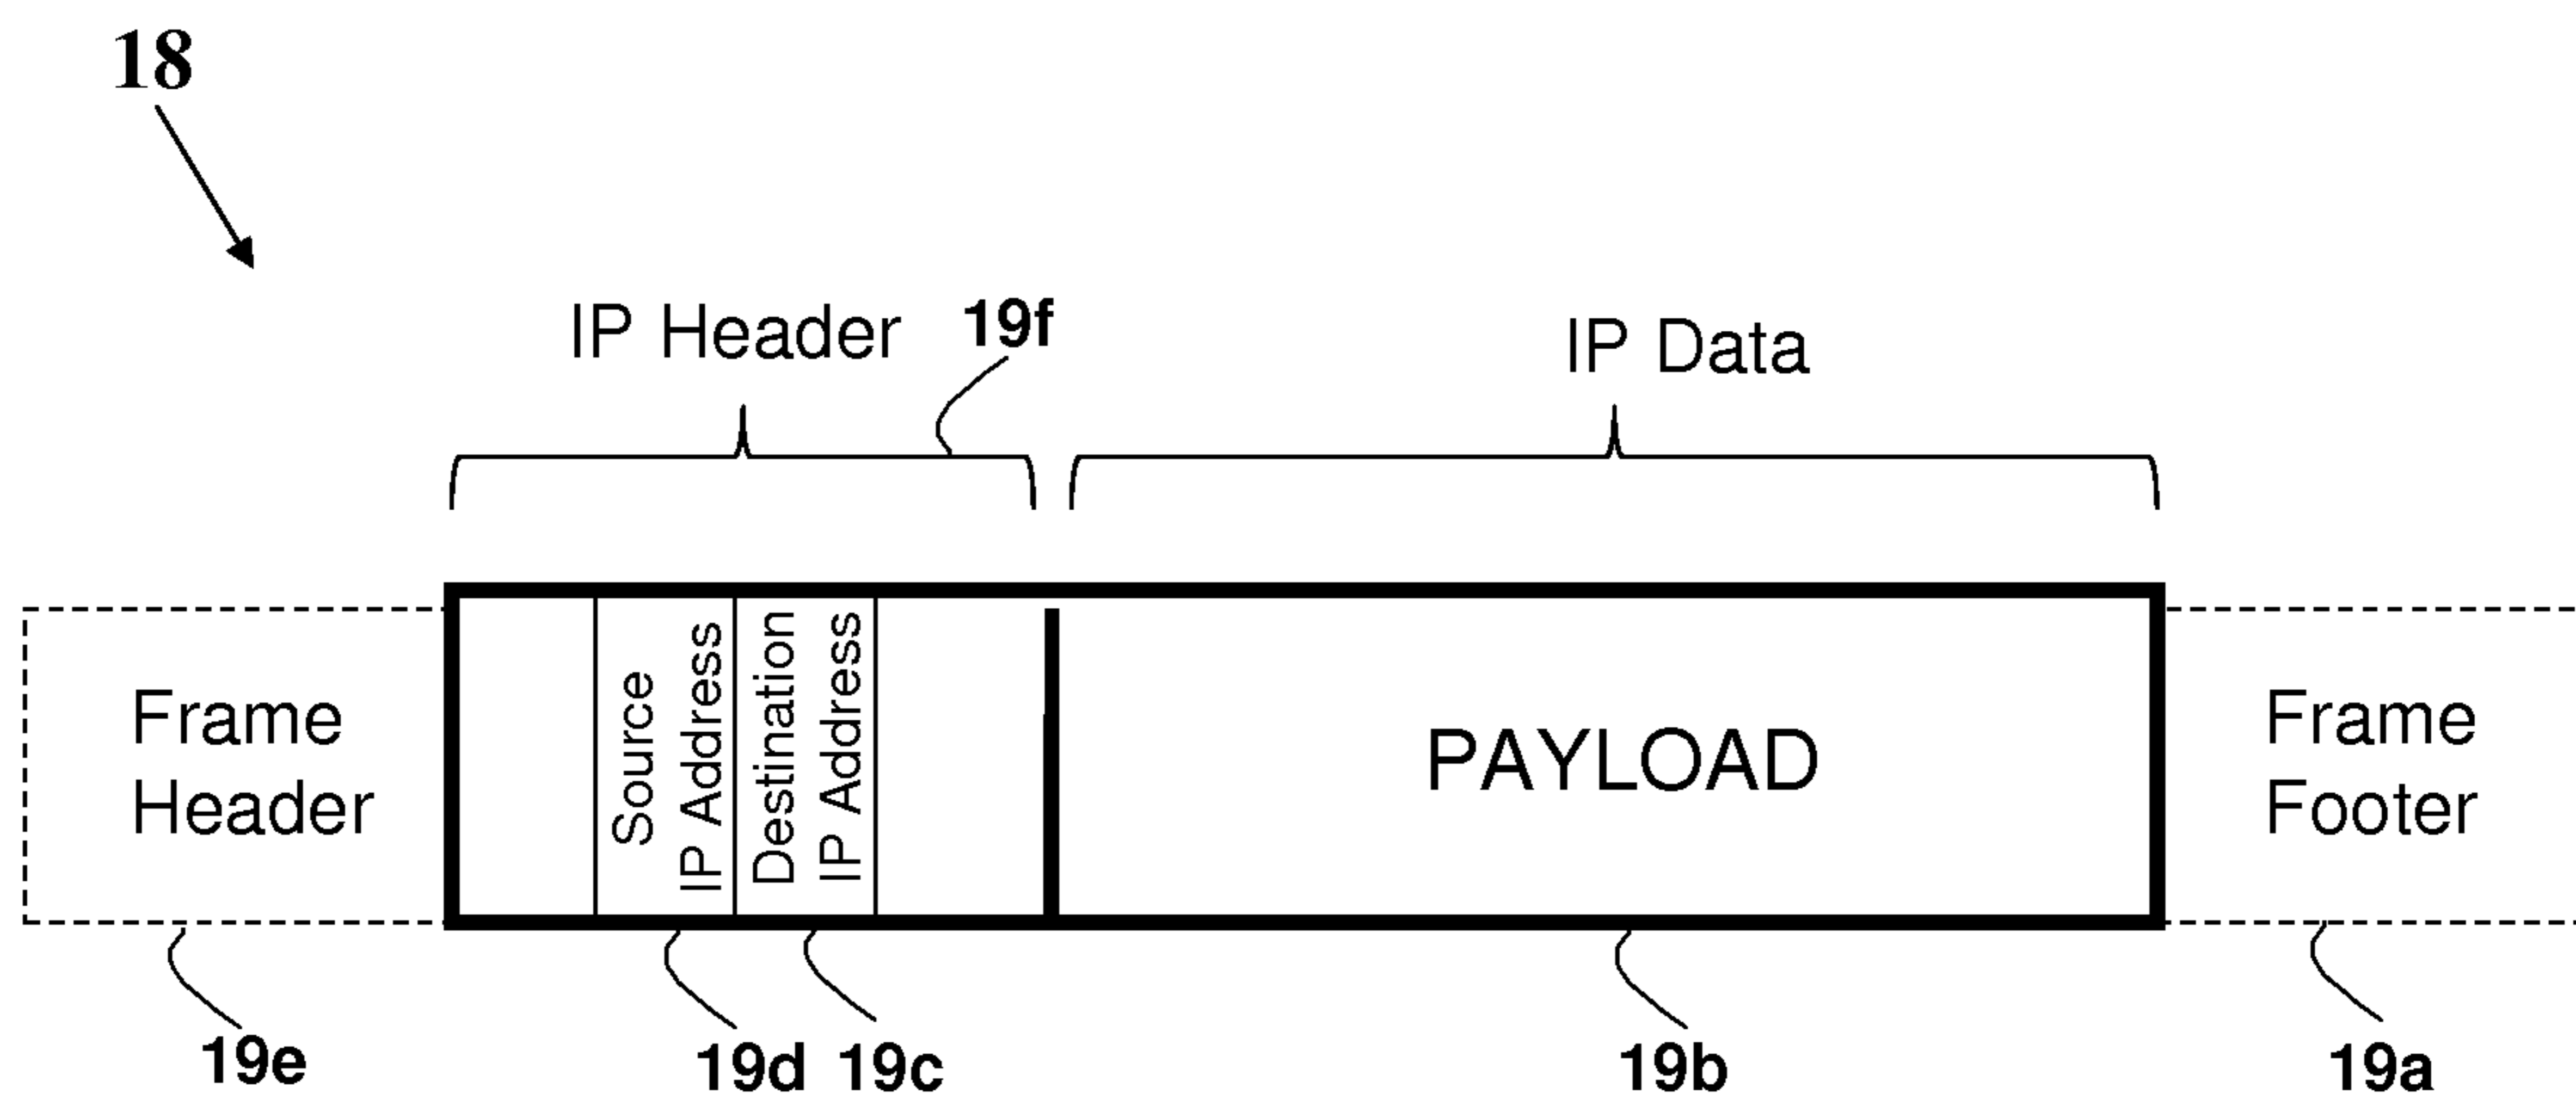 18
IP Header
19f
IP Data
Frame
Header
Source
IP Address
Destination
IP Address
PAYLOAD
Frame
Footer
19e
19d
19c
19b
19a